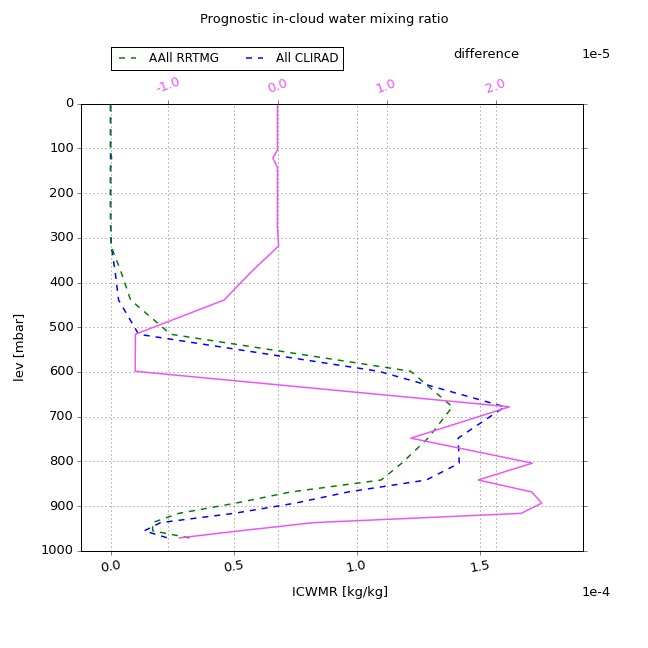 Prognostic in-cloud water mixing ratio
AAll RRTMG
All CLIRAD
difference
1e-5
-1.0
0.0
1.0
2.0
0
100
200
300
400
500
600
700
800
900
1000
lev [mbar]
0.0
0.5
1.0
1.5
ICWMR [kg/kg]
1e-4